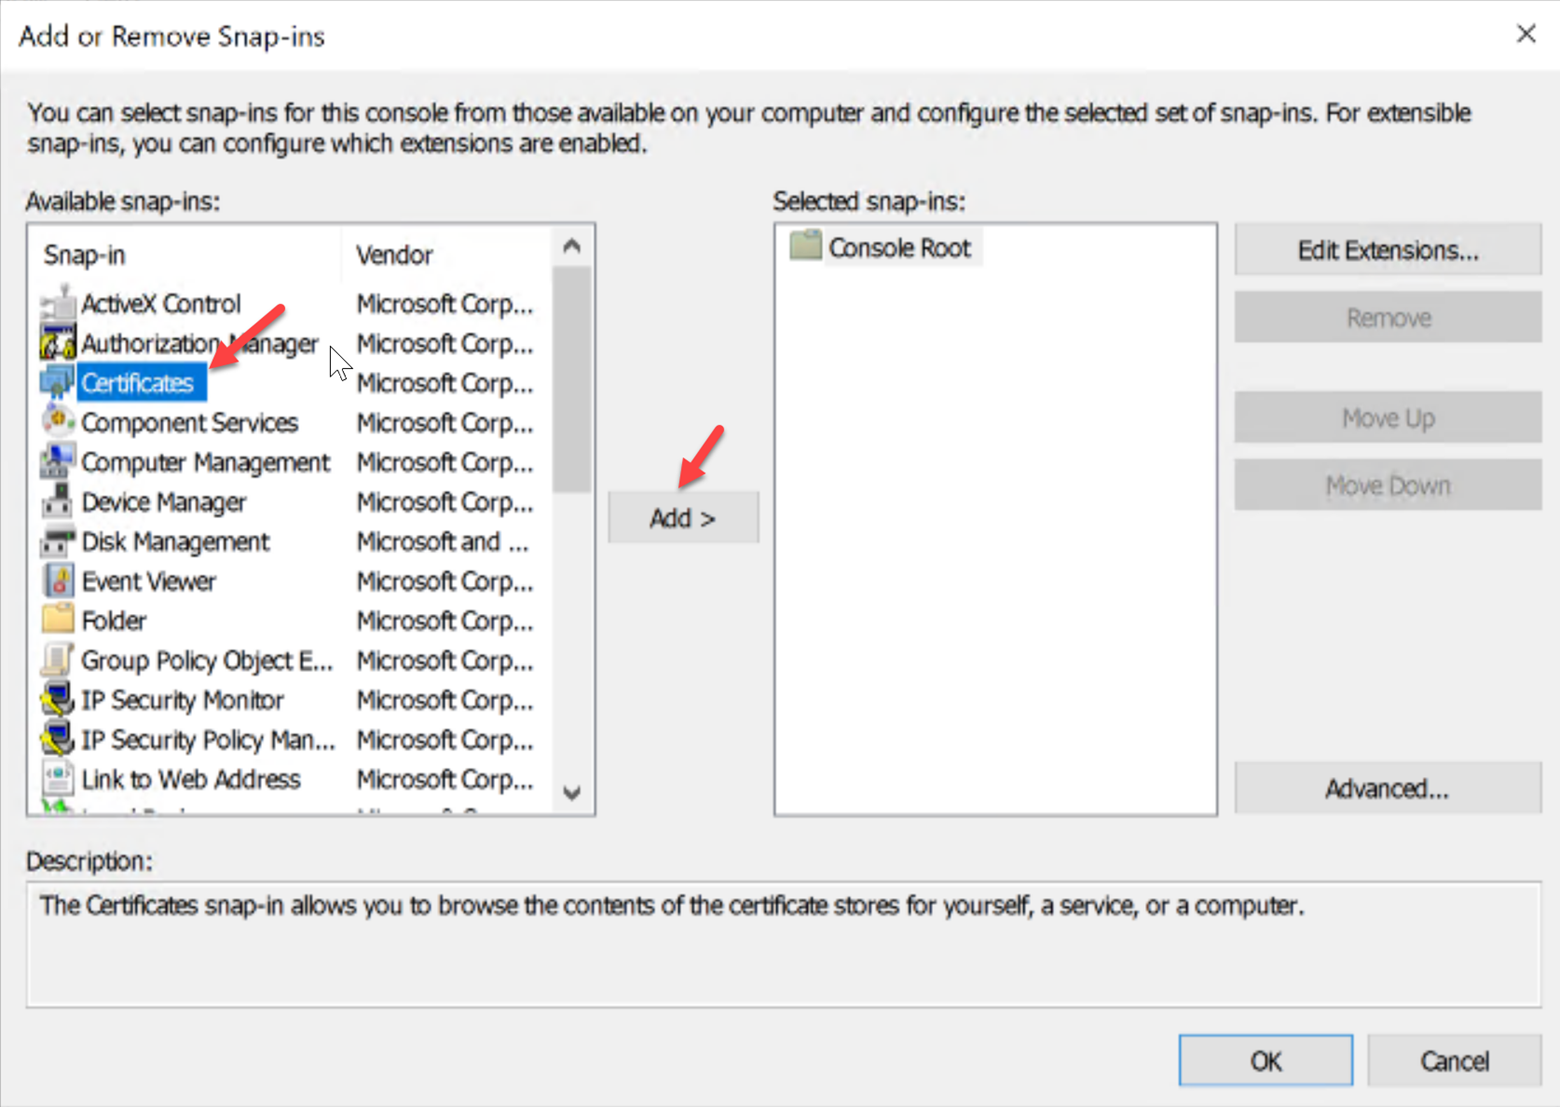 Add or Remove Snap-ins
You can select snap-ins for this console from those available on your computer and configure the selected set of snap-ins. For extensible
snap-ins, you can configure which extensions are enabled.
Available snap-ins:
Snap-in Vendor
ActiveX Control Microsoft Corp...
Authorization Manager Microsoft Corp...
Certificates Microsoft Corp...
Component Services Microsoft Corp...
Computer Management Microsoft Corp...
Device Manager Microsoft Corp...
Disk Management Microsoft and ...
Event Viewer Microsoft Corp...
Folder Microsoft Corp...
Group Policy Object E... Microsoft Corp...
IP Security Monitor Microsoft Corp...
IP Security Policy Man... Microsoft Corp...
Link to Web Address Microsoft Corp...
Add >
Selected snap-ins:
Console Root
Edit Extensions...
Remove
Move Up
Move Down
Advanced...
Description:
The Certificates snap-in allows you to browse the contents of the certificate stores for yourself, a service, or a computer.
OK
Cancel